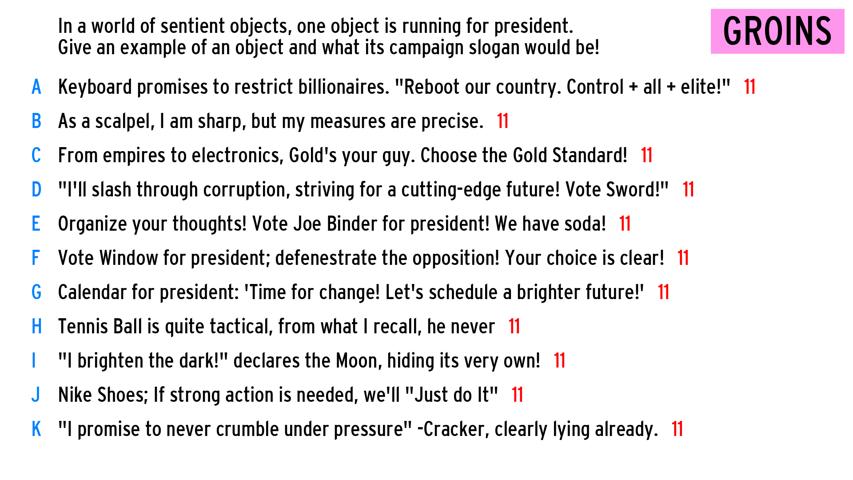 In a world of sentient objects, one object is running for president.
Give an example of an object and what its campaign slogan would be!
GROINS
A Keyboard promises to restrict billionaires. "Reboot our country. Control + all + elite!" 11
B As a scalpel, I am sharp, but my measures are precise. 11
C From empires to electronics, Gold's your guy. Choose the Gold Standard! 11
D "I'll slash through corruption, striving for a cutting-edge future! Vote Sword!" 11
E Organize your thoughts! Vote Joe Binder for president! We have soda! 11
F Vote Window for president; defenestrate the opposition! Your choice is clear! 11
G Calendar for president: 'Time for change! Let's schedule a brighter future!' 11
H Tennis Ball is quite tactical, from what I recall, he never 11
I "I brighten the dark!" declares the Moon, hiding its very own! 11
J Nike Shoes; If strong action is needed, we'll "Just do It" 11
K "I promise to never crumble under pressure" -Cracker, clearly lying already. 11